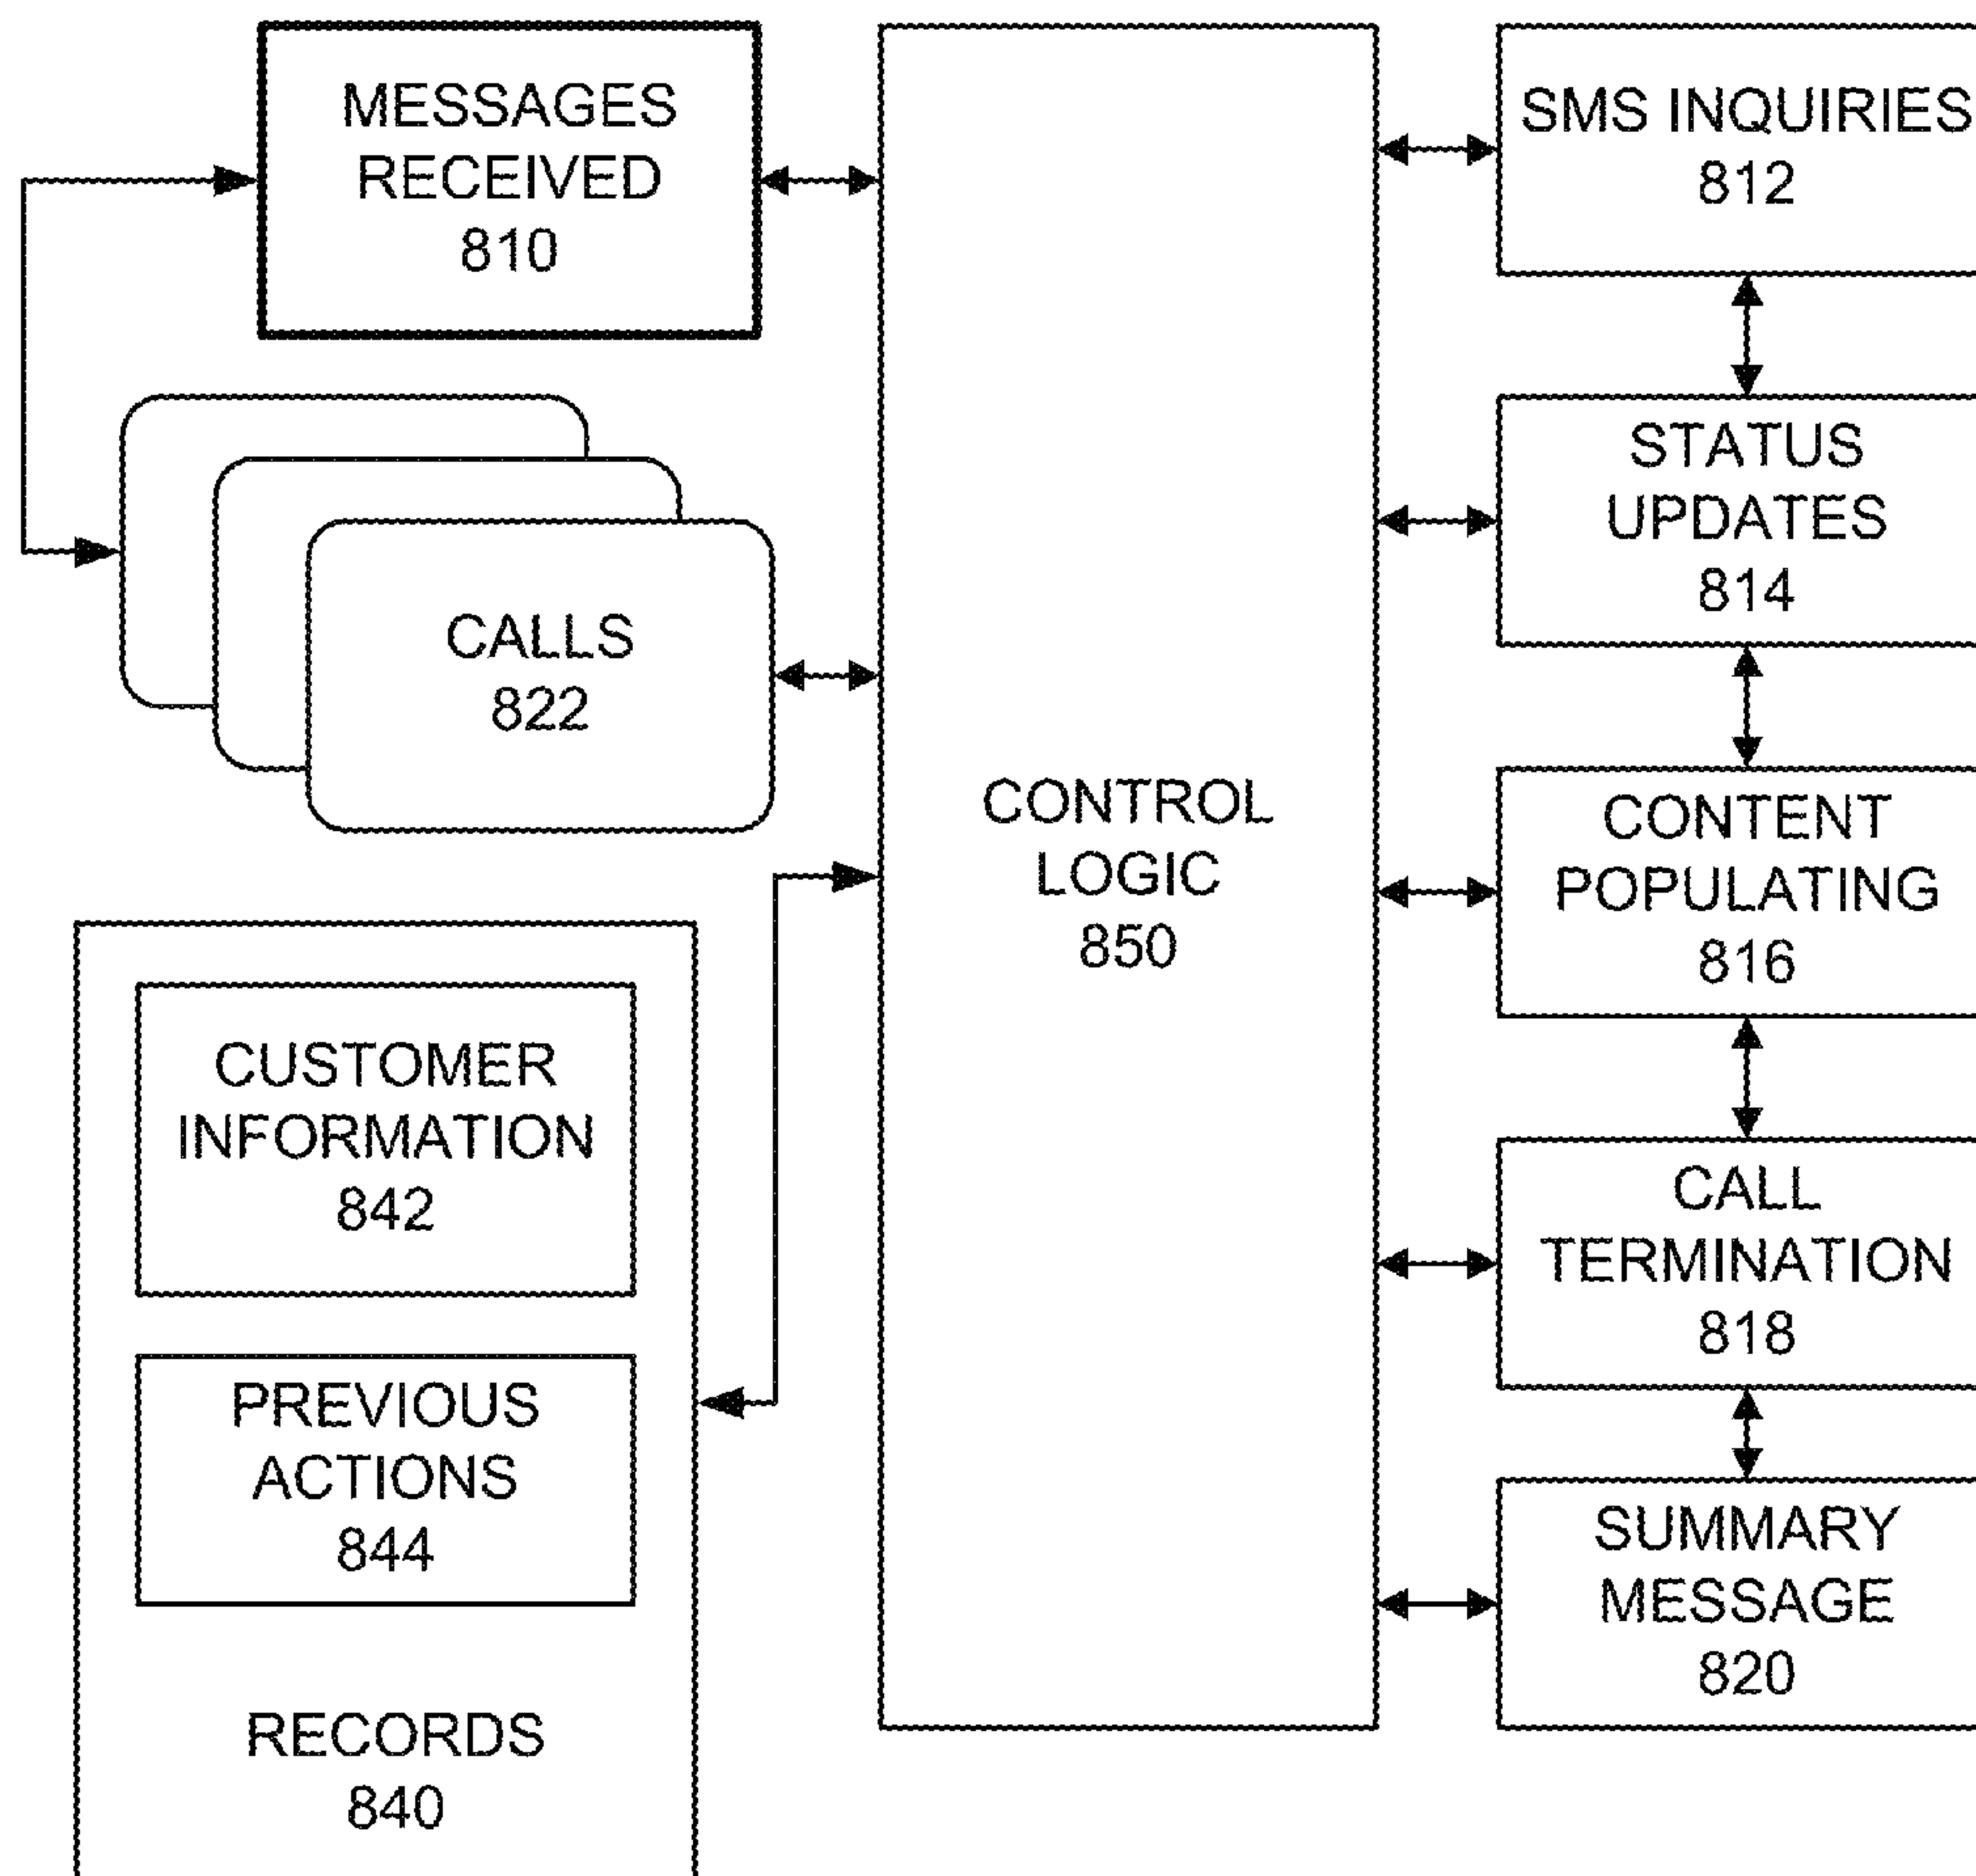 MESSAGES
RECEIVED
810
CALLS
822
CUSTOMER
INFORMATION
842
PREVIOUS
ACTIONS
844
RECORDS
840
CONTROL
LOGIC
850
SMS INQUIRIES
812
STATUS
UPDATES
814
CONTENT
POPULATING
816
CALL
TERMINATION
818
SUMMARY
MESSAGE
820